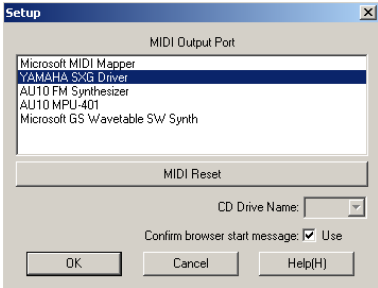 Setup
MIDI Output Port
Microsoft MIDI Mapper
YAMAHA SXG Driver
AU10 FM Synthesizer
AU10 MPU-401
Microsoft GS Wavetable SW Synth
MIDI Reset
CD Drive Name:
Confirm browser start message: Use
OK Cancel Help(H)